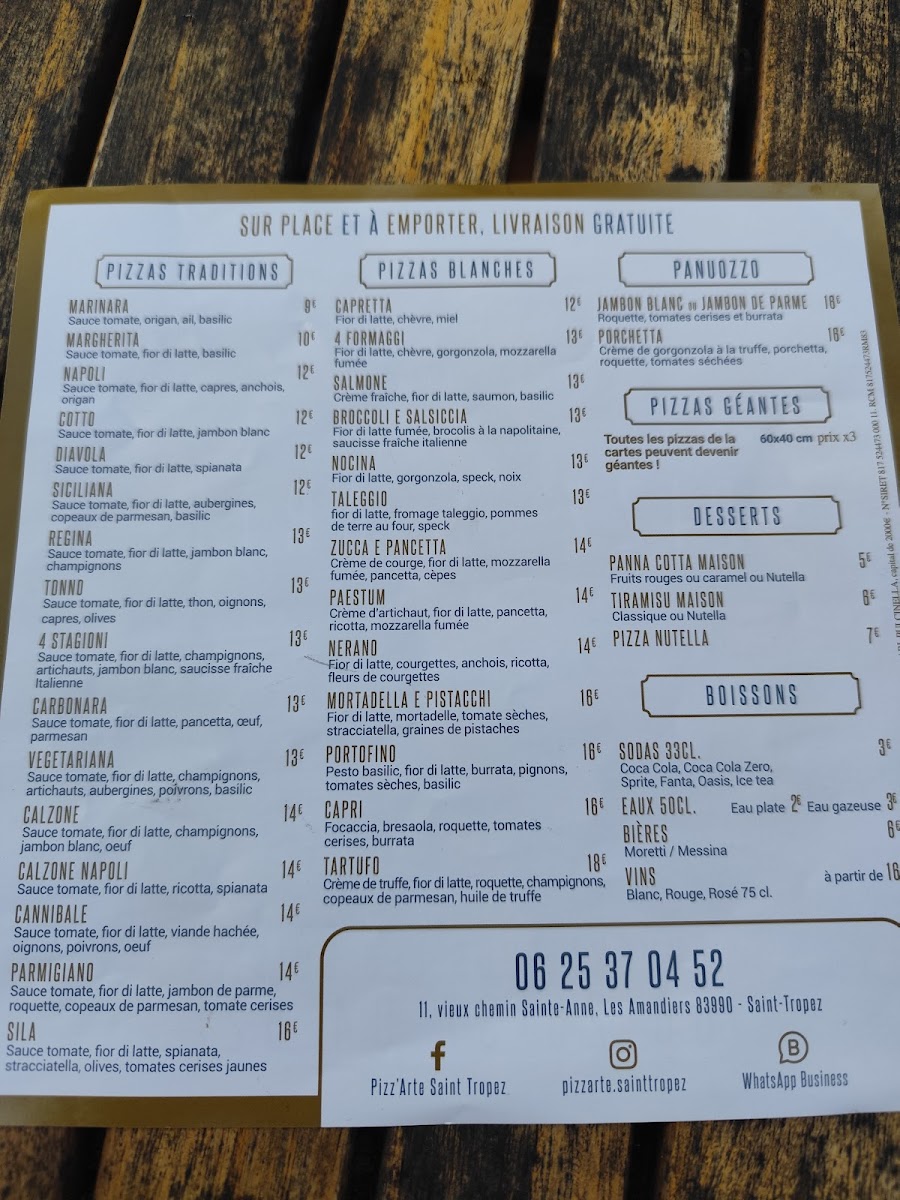 SUR PLACE ET À EMPORTER, LIVRAISON GRATUITE
PIZZAS TRADITIONS
MARINARA 9€
Sauce tomate, origan, ail, basilic
MARGHERITA 10€
Sauce tomate, fior di latte, basilic
NAPOLI 12€
Sauce tomate, fior di latte, capres, anchois,
origan
COTTO 12€
Sauce tomate, fior di latte, jambon blanc
DIAVOLA 12€
Sauce tomate, fior di latte, spianata
SICILIANA 12€
Sauce tomate, fior di latte, aubergines,
copeaux de parmesan, basilic
REGINA 13€
Sauce tomate, fior di latte, jambon blanc,
champignons
TONNO 13€
Sauce tomate, fior di latte, thon, oignons,
capres, olives
4 STAGIONI 13€
Sauce tomate, fior di latte, champignons,
artichauts, jambon blanc, saucisse fraîche
Italienne
CARBONARA 13€
Sauce tomate, fior di latte, pancetta, œuf,
parmesan
VEGETARIANA 13€
Sauce tomate, fior di latte, champignons,
artichauts, aubergines, poivrons, basilic
CALZONE 14€
Sauce tomate, fior di latte, champignons,
jambon blanc, oeuf
CALZONE NAPOLI 14€
Sauce tomate, fior di latte, ricotta, spianata
CANNIBALE 14€
Sauce tomate, fior di latte, viande hachée,
oignons, poivrons, oeuf
PARMIGIANO 14€
Sauce tomate, fior di latte, jambon de parme,
roquette, copeaux de parmesan, tomate cerises
SILA 16€
Sauce tomate, fior di latte, spianata,
stracciatella, olives, tomates cerises jaunes
PIZZAS BLANCHES
CAPRETTA 12€
Fior di latte, chèvre, miel
4 FORMAGGI 13€
Fior di latte, chèvre, gorgonzola, mozzarella
fumée
SALMONE 13€
Crème fraîche, fior di latte, saumon, basilic
BROCCOLI E SALSICCIA 13€
Fior di latte fumée, brocolis à la napolitaine,
saucisse fraîche italienne
NOCINA 13€
Fior di latte, gorgonzola, speck, noix
TALEGGIO 13€
fior di latte, fromage taleggio, pommes
de terre au four, speck
ZUCCA E PANCETTA 14€
Crème de courge, fior di latte, mozzarella
fumée, pancetta, cèpes
PAESTUM 14€
Crème d'artichaut, fior di latte, pancetta,
ricotta, mozzarella fumée
NERANO 14€
Fior di latte, courgettes, anchois, ricotta,
fleurs de courgettes
MORTADELLA E PISTACCHI 16€
Fior di latte, mortadelle, tomate sèches,
stracciatella, graines de pistaches
PORTOFINO 16€
Pesto basilic, fior di latte, burrata, pignons,
tomates sèches, basilic
CAPRI 16€
Focaccia, bresaola, roquette, tomates
cerises, burrata
TARTUFO 18€
Crème de truffe, fior di latte, roquette, champignons,
copeaux de parmesan, huile de truffe
PANUOZZO
JAMBON BLANC ou JAMBON DE PARME 16€
Roquette, tomates cerises et burrata
PORCHETTA 16€
Crème de gorgonzola à la truffe, porchetta,
roquette, tomates séchées
PIZZAS GÉANTES
Toutes les pizzas de la 60x40 cm prix x3
cartes peuvent devenir
géantes !
DESSERTS
PANNA COTTA MAISON 5€
Fruits rouges ou caramel ou Nutella
TIRAMISU MAISON 6€
Classique ou Nutella
PIZZA NUTELLA 7€
BOISSONS
SODAS 33CL. 3€
Coca Cola, Coca Cola Zero,
Sprite, Fanta, Oasis, Ice tea
EAUX 50CL. Eau plate 2€ Eau gazeuse 3€
BIÈRES 6€
Moretti / Messina
VINS à partir de 18
Blanc, Rouge, Rosé 75 cl.
PULCINELLA, capital de 2000€ - N°SIRET 817 524473 000 11. RCM 817524473RM83
06 25 37 04 52
11, vieux chemin Sainte-Anne, Les Amandiers 83990 - Saint-Tropez
Pizz'Arte Saint Tropez
pizzarte.sainttropez
WhatsApp Business